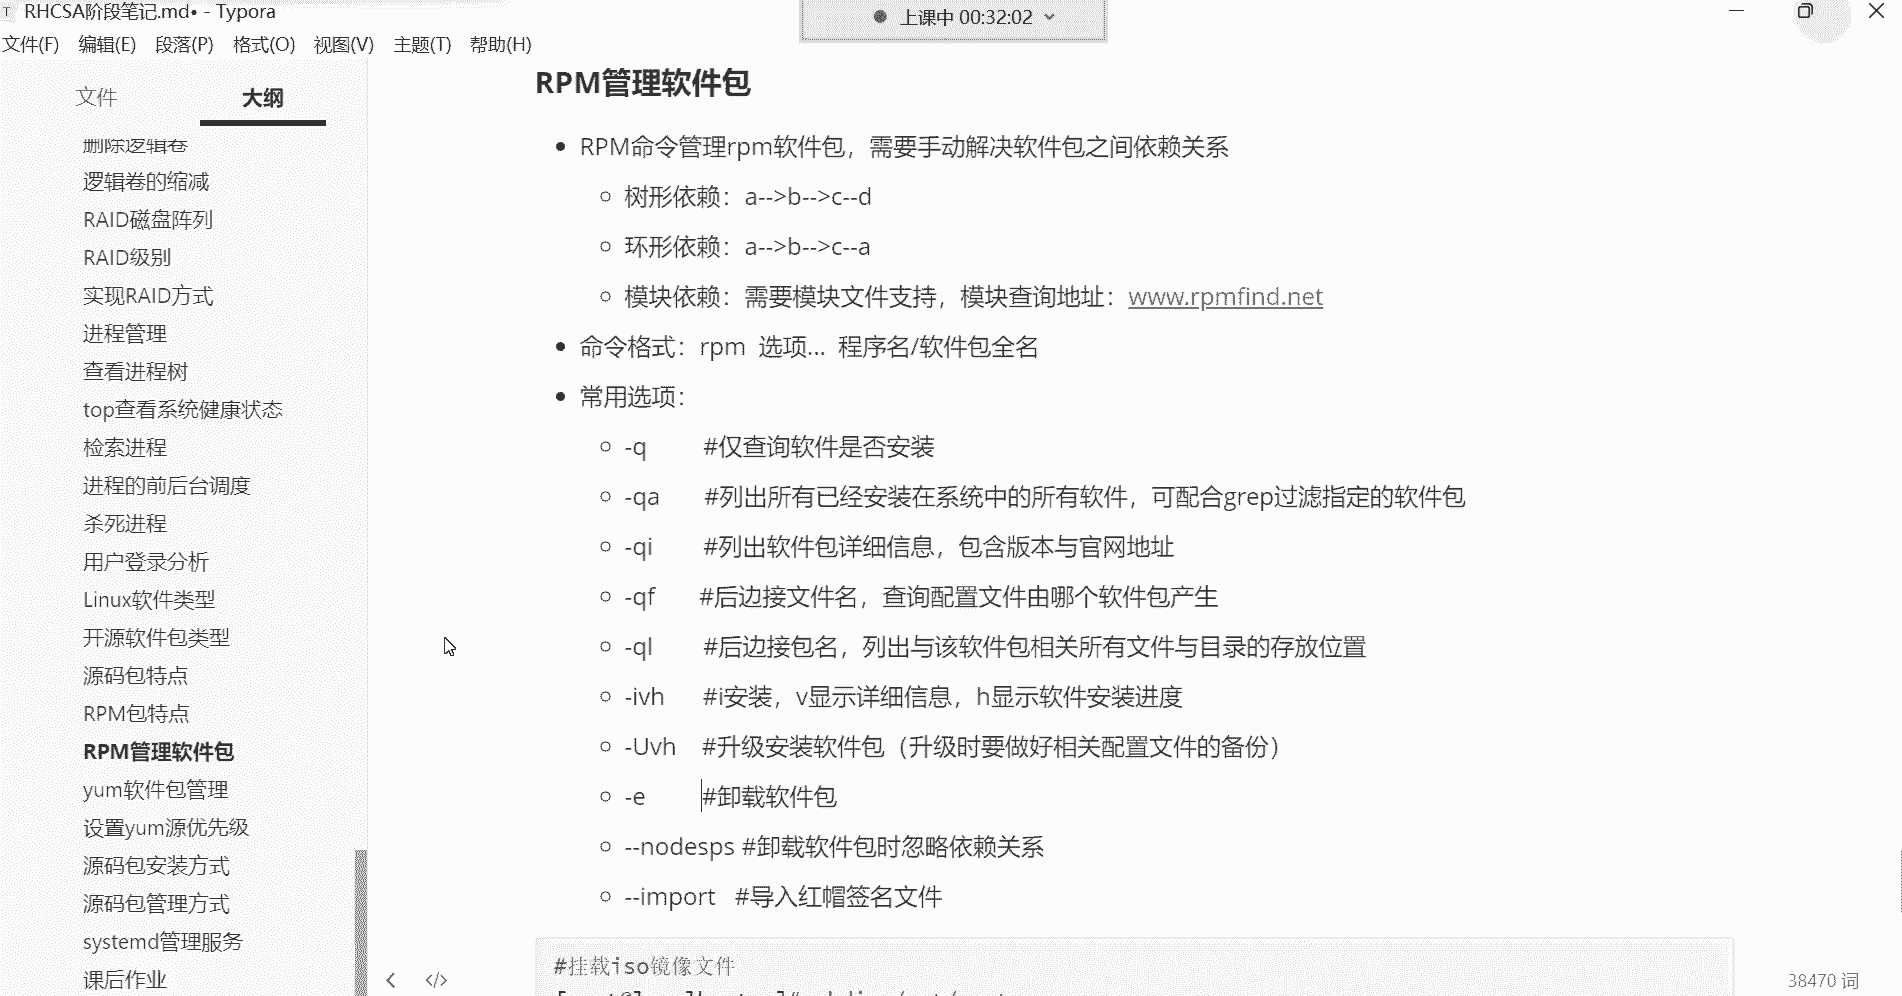 RHCSA阶段笔记.md• - Typora
上课中 00:32:02
文件(F) 编辑(E) 段落(P) 格式(O) 视图(V) 主题(T) 帮助(H)
文件 大纲
删除逻辑卷
逻辑卷的缩减
RAID磁盘阵列
RAID级别
实现RAID方式
进程管理
查看进程树
top查看系统健康状态
检索进程
进程的前后台调度
杀死进程
用户登录分析
Linux软件类型
开源软件包类型
源码包特点
RPM包特点
RPM管理软件包
yum软件包管理
设置yum源优先级
源码包安装方式
源码包管理方式
systemd管理服务
课后作业
RPM管理软件包
RPM命令管理rpm软件包，需要手动解决软件包之间依赖关系
树形依赖：a-->b-->c--d
环形依赖：a-->b-->c--a
模块依赖：需要模块文件支持，模块查询地址：www.rpmfind.net
命令格式：rpm 选项... 程序名/软件包全名
常用选项：
-q #仅查询软件是否安装
-qa #列出所有已经安装在系统中的所有软件，可配合grep过滤指定的软件包
-qi #列出软件包详细信息，包含版本与官网地址
-qf #后边接文件名，查询配置文件由哪个软件包产生
-ql #后边接包名，列出与该软件包相关所有文件与目录的存放位置
-ivh #i安装，v显示详细信息，h显示软件安装进度
-Uvh #升级安装软件包（升级时要做好相关配置文件的备份）
-e #卸载软件包
--nodesps #卸载软件包时忽略依赖关系
--import #导入红帽签名文件
#挂载iso镜像文件
38470 词